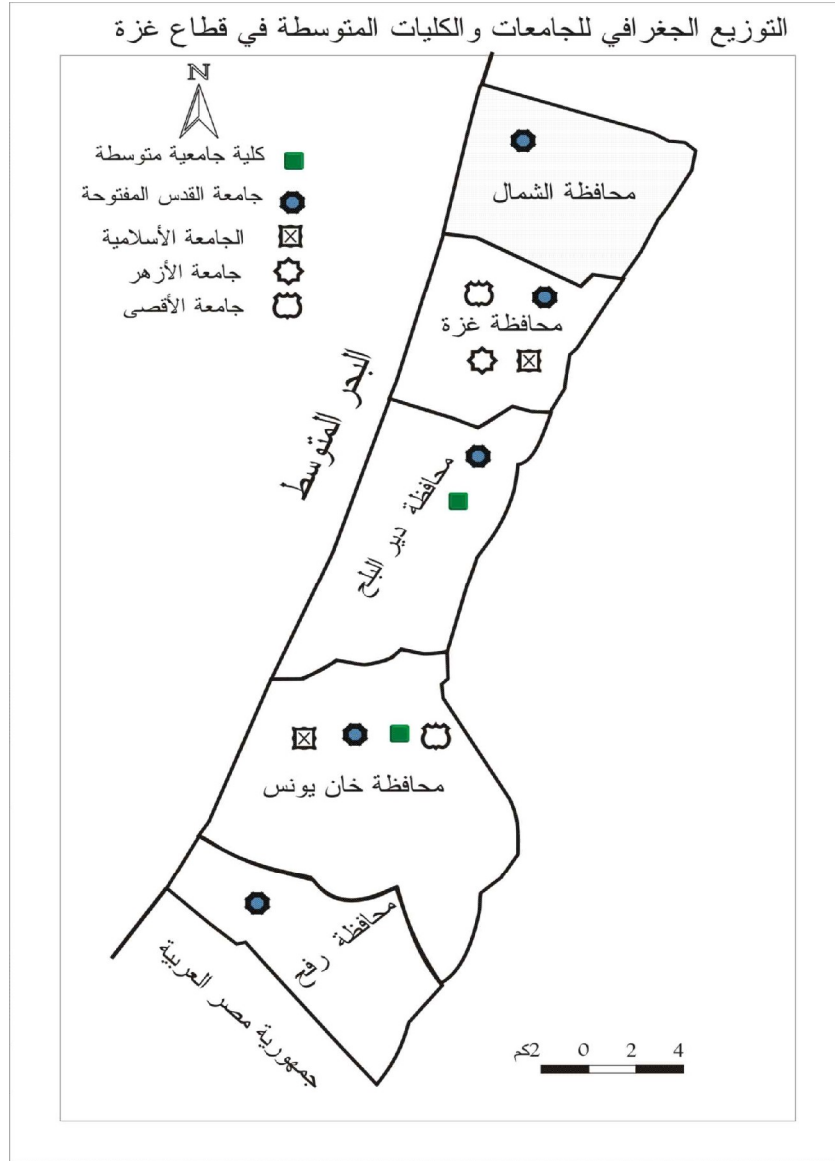 التوزيع الجغرافي للجامعات والكليات المتوسطة في قطاع غزة
N
كلية جامعية متوسطة
جامعة القدس المفتوحة
الجامعة الأسلامية
جامعة الأزهر
جامعة الأقصى
محافظة الشمال
محافظة غزة
البحر المتوسط
محافظة دير البلح
محافظة خان يونس
محافظة رفح
جمهورية مصر العربية
2كم 0 2 4